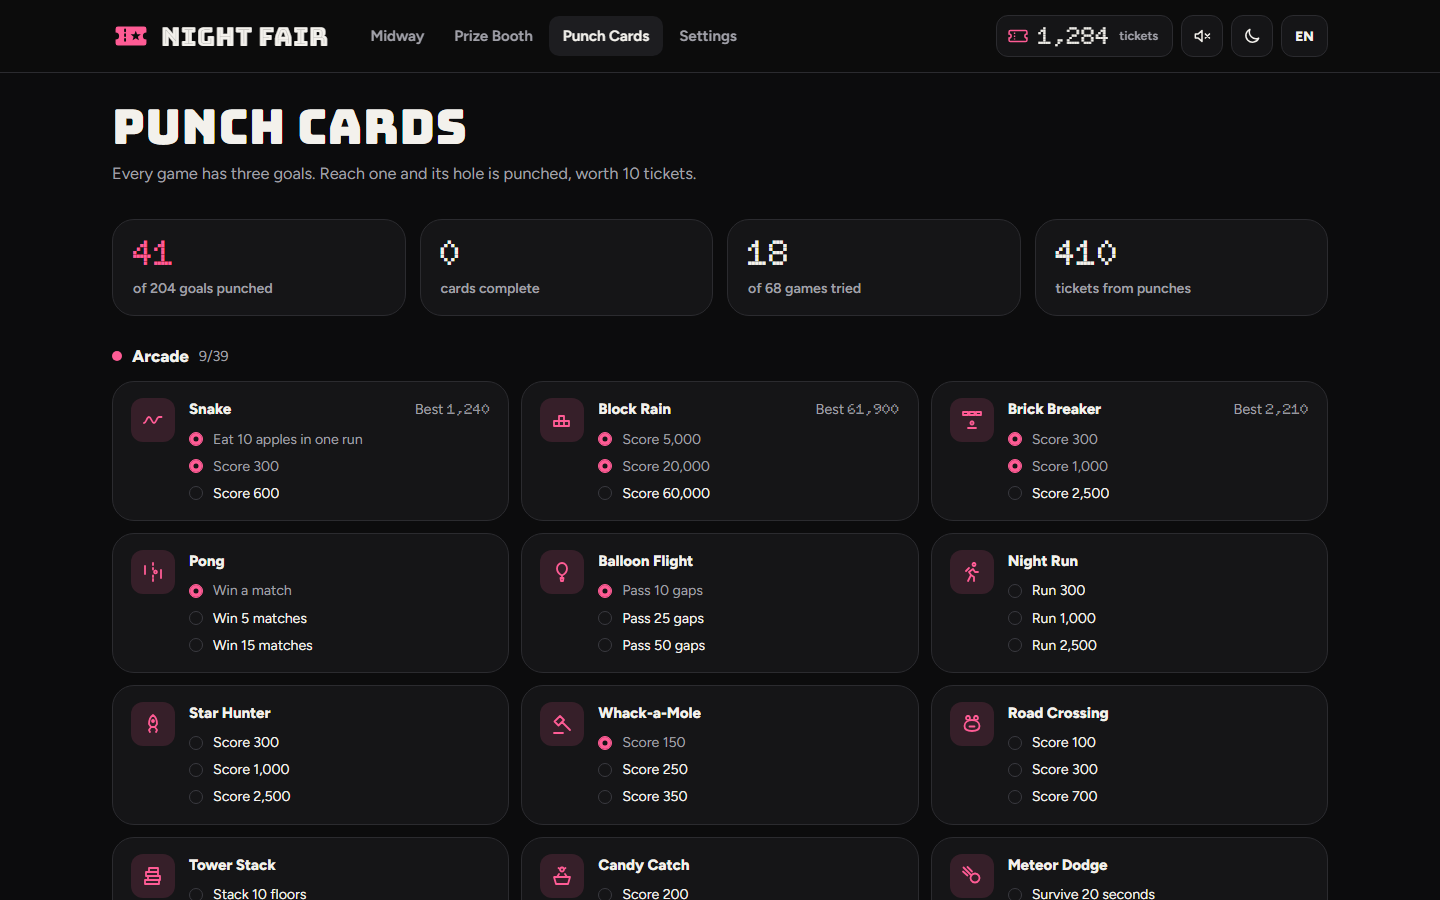 NIGHT FAIR
Midway
Prize Booth
Punch Cards
Settings
1,284 tickets
EN
PUNCH CARDS
Every game has three goals. Reach one and its hole is punched, worth 10 tickets.
41
of 204 goals punched
0
cards complete
18
of 68 games tried
410
tickets from punches
Arcade 9/39
Snake Best 1,240
Eat 10 apples in one run
Score 300
Score 600
Block Rain Best 61,900
Score 5,000
Score 20,000
Score 60,000
Brick Breaker Best 2,210
Score 300
Score 1,000
Score 2,500
Pong
Win a match
Win 5 matches
Win 15 matches
Balloon Flight
Pass 10 gaps
Pass 25 gaps
Pass 50 gaps
Night Run
Run 300
Run 1,000
Run 2,500
Star Hunter
Score 300
Score 1,000
Score 2,500
Whack-a-Mole
Score 150
Score 250
Score 350
Road Crossing
Score 100
Score 300
Score 700
Tower Stack
Stack 10 floors
Candy Catch
Score 200
Meteor Dodge
Survive 20 seconds